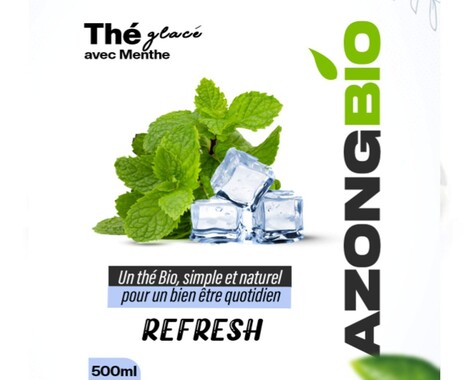 Thé glacé
avec Menthe
AZONGBIO
Un thé Bio, simple et naturel
pour un bien être quotidien
REFRESH
500ml